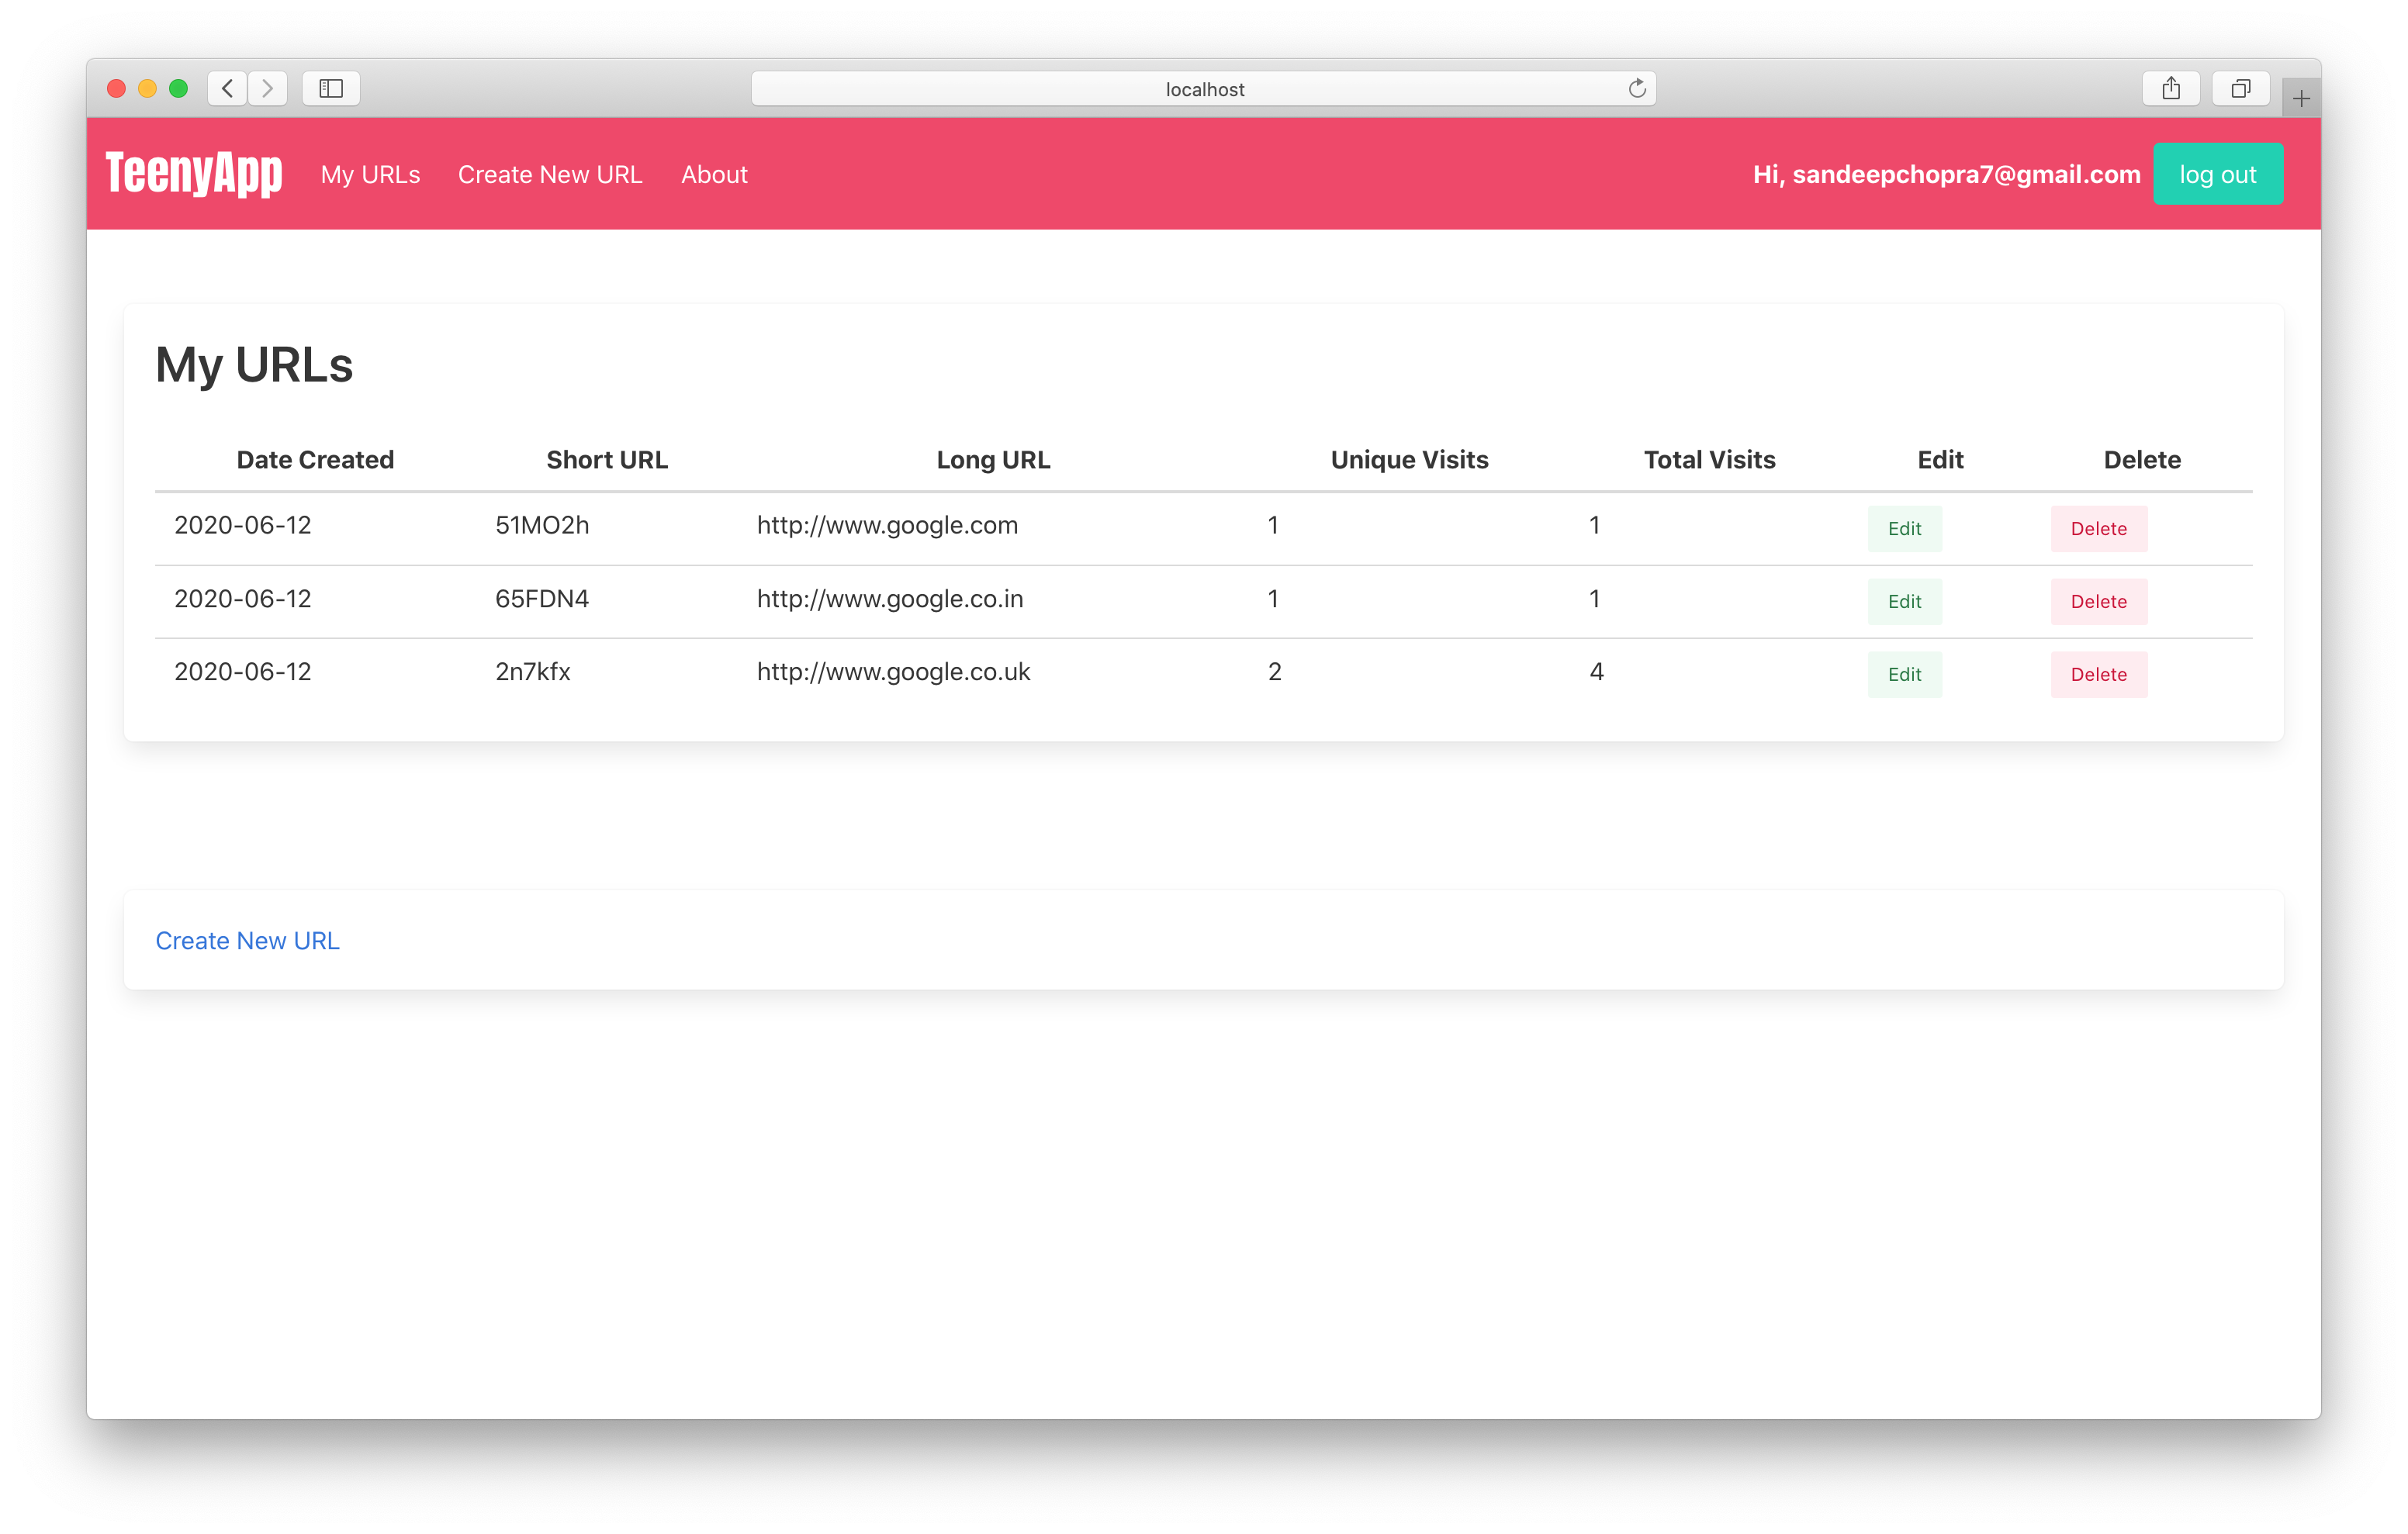 localhost
TeenyApp My URLs Create New URL About Hi, sandeepchopra7@gmail.com log out
My URLs
Date Created Short URL Long URL Unique Visits Total Visits Edit Delete
2020-06-12 51MO2h http://www.google.com 1 1 Edit Delete
2020-06-12 65FDN4 http://www.google.co.in 1 1 Edit Delete
2020-06-12 2n7kfx http://www.google.co.uk 2 4 Edit Delete
Create New URL